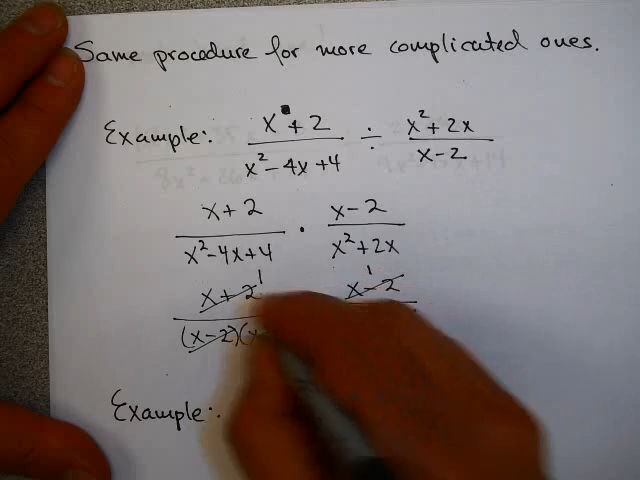 Same procedure for more complicated ones.
Example: x + 2 / x² - 4x + 4 ÷ x² + 2x / x - 2
x + 2 / x² - 4x + 4 · x - 2 / x² + 2x
x + 2 1 / (x - 2)(x x - 2 1
Example: